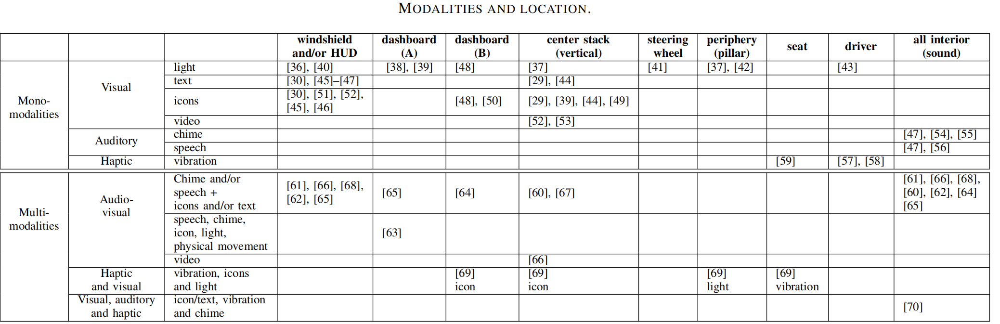 MODALITIES AND LOCATION.
windshield and/or HUD dashboard (A) dashboard (B) center stack (vertical) steering wheel periphery (pillar) seat driver all interior (sound)
Mono-modalities Visual light [36], [40] [38], [39] [48] [37] [41] [37], [42] [43]
text [30], [45]–[47] [29], [44]
icons [30], [51], [52], [45], [46] [48], [50] [29], [39], [44], [49]
video [52], [53]
Auditory chime [47], [54], [55]
speech [47], [56]
Haptic vibration [59] [57], [58]
Multi-modalities Audio-visual Chime and/or speech + icons and/or text [61], [66], [68], [62], [65] [65] [64] [60], [67] [61], [66], [68], [60], [62], [64] [65]
speech, chime, icon, light, physical movement [63]
video [66]
Haptic and visual vibration, icons and light [69] icon [69] icon [69] light [69] vibration
Visual, auditory and haptic icon/text, vibration and chime [70]